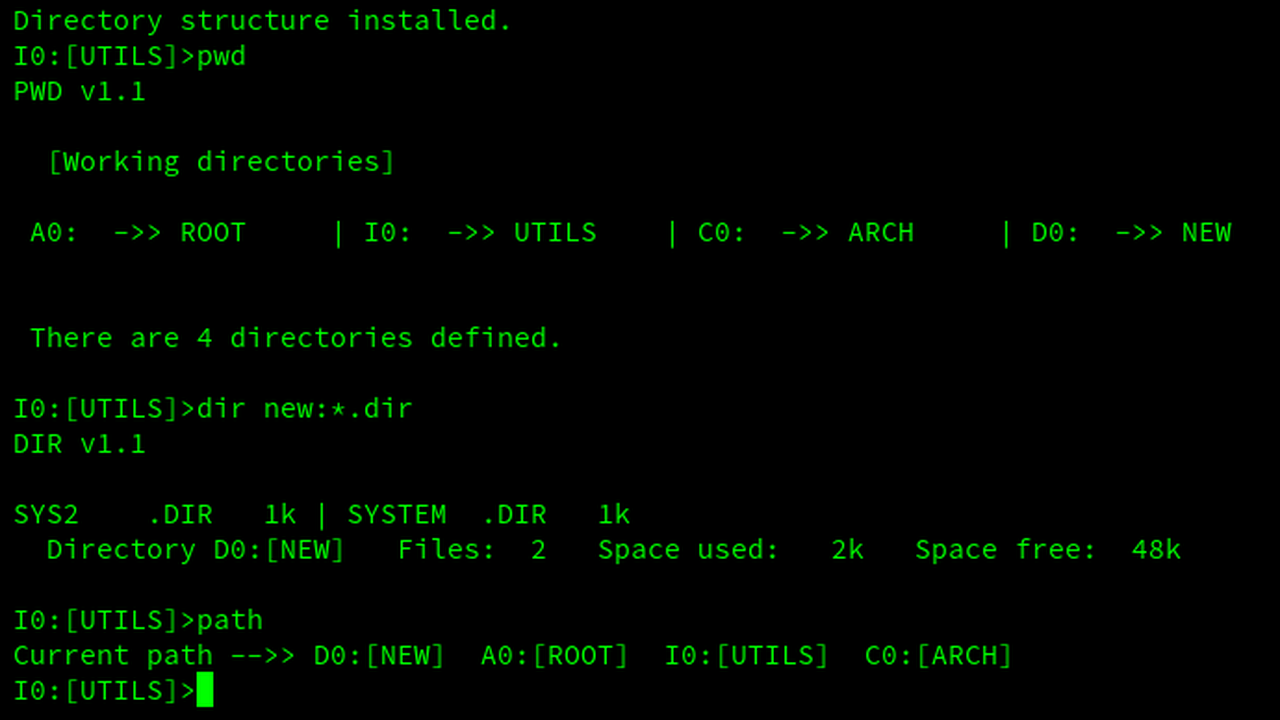 Directory structure installed.
I0:[UTILS]>pwd
PWD v1.1
[Working directories]
A0:  –>> ROOT     | I0:  –>> UTILS    | C0:  –>> ARCH     | D0:  –>> NEW
There are 4 directories defined.
I0:[UTILS]>dir new:*.dir
DIR v1.1
SYS2    .DIR   1k | SYSTEM  .DIR   1k
Directory D0:[NEW]   Files:  2   Space used:   2k   Space free:  48k
I0:[UTILS]>path
Current path –->> D0:[NEW]  A0:[ROOT]  I0:[UTILS]  C0:[ARCH]
I0:[UTILS]>